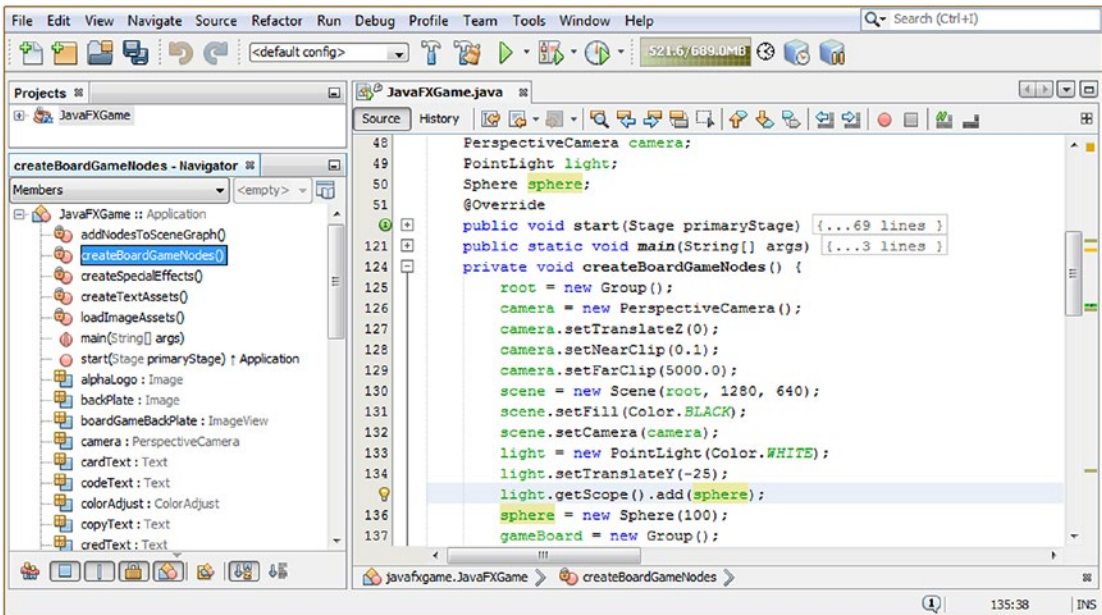 File Edit View Navigate Source Refactor Run Debug Profile Team Tools Window Help
Search (Ctrl+I)
<default config>
521.6/689.0MB
Projects
JavaFXGame
createBoardGameNodes - Navigator
Members
<empty>
JavaFXGame :: Application
addNodesToSceneGraph()
createBoardGameNodes()
createSpecialEffects()
createTextAssets()
loadImageAssets()
main(String[] args)
start(Stage primaryStage) ↑ Application
alphaLogo : Image
backPlate : Image
boardGameBackPlate : ImageView
camera : PerspectiveCamera
cardText : Text
codeText : Text
colorAdjust : ColorAdjust
copyText : Text
credText : Text
JavaFXGame.java
Source History
48 PerspectiveCamera camera;
49 PointLight light;
50 Sphere sphere;
51 @Override
public void start(Stage primaryStage) {...69 lines }
121 public static void main(String[] args) {...3 lines }
124 private void createBoardGameNodes() {
125 root = new Group();
126 camera = new PerspectiveCamera();
127 camera.setTranslateZ(0);
128 camera.setNearClip(0.1);
129 camera.setFarClip(5000.0);
130 scene = new Scene(root, 1280, 640);
131 scene.setFill(Color.BLACK);
132 scene.setCamera(camera);
133 light = new PointLight(Color.WHITE);
134 light.setTranslateY(-25);
light.getScope().add(sphere);
136 sphere = new Sphere(100);
137 gameBoard = new Group();
javafxgame.JavaFXGame createBoardGameNodes
1 135:38 INS